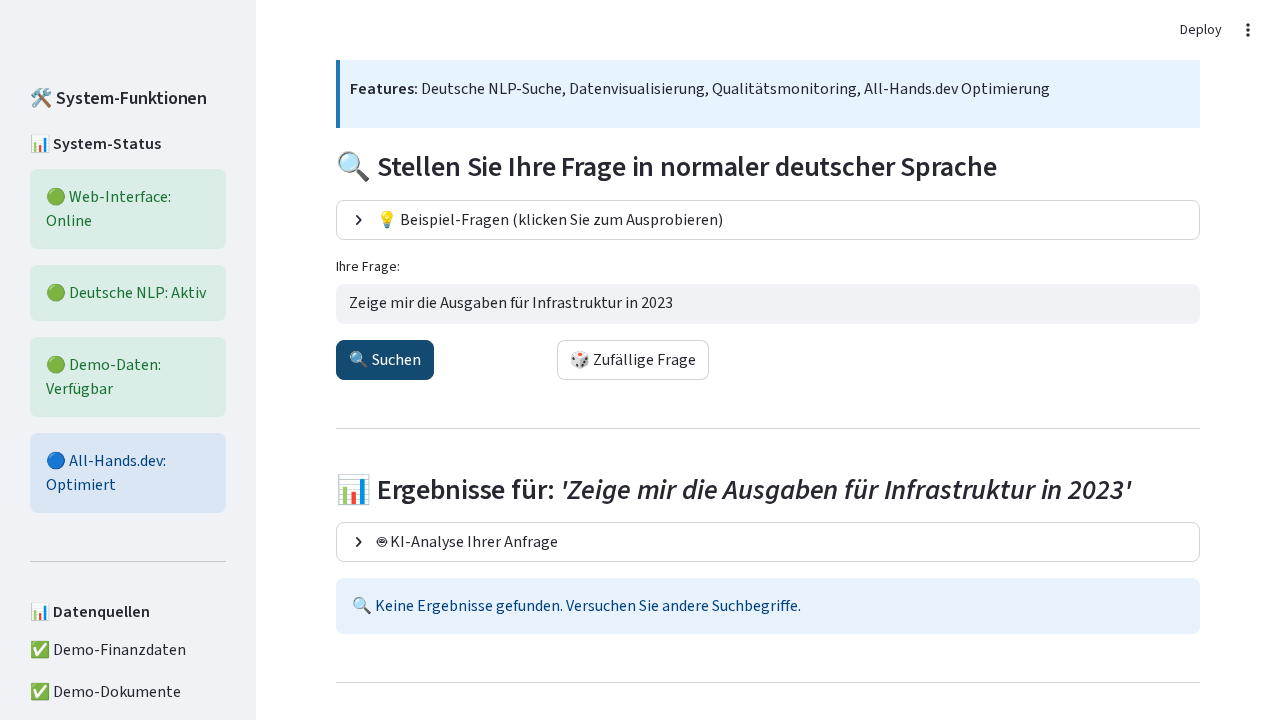 Deploy
🛠️ System-Funktionen
📊 System-Status
🟢 Web-Interface:
Online
🟢 Deutsche NLP: Aktiv
🟢 Demo-Daten:
Verfügbar
🔵 All-Hands.dev:
Optimiert
📊 Datenquellen
✅ Demo-Finanzdaten
✅ Demo-Dokumente
Features: Deutsche NLP-Suche, Datenvisualisierung, Qualitätsmonitoring, All-Hands.dev Optimierung
🔍 Stellen Sie Ihre Frage in normaler deutscher Sprache
💡 Beispiel-Fragen (klicken Sie zum Ausprobieren)
Ihre Frage:
Zeige mir die Ausgaben für Infrastruktur in 2023
🔍 Suchen
🎲 Zufällige Frage
📊 Ergebnisse für: 'Zeige mir die Ausgaben für Infrastruktur in 2023'
KI-Analyse Ihrer Anfrage
🔍 Keine Ergebnisse gefunden. Versuchen Sie andere Suchbegriffe.